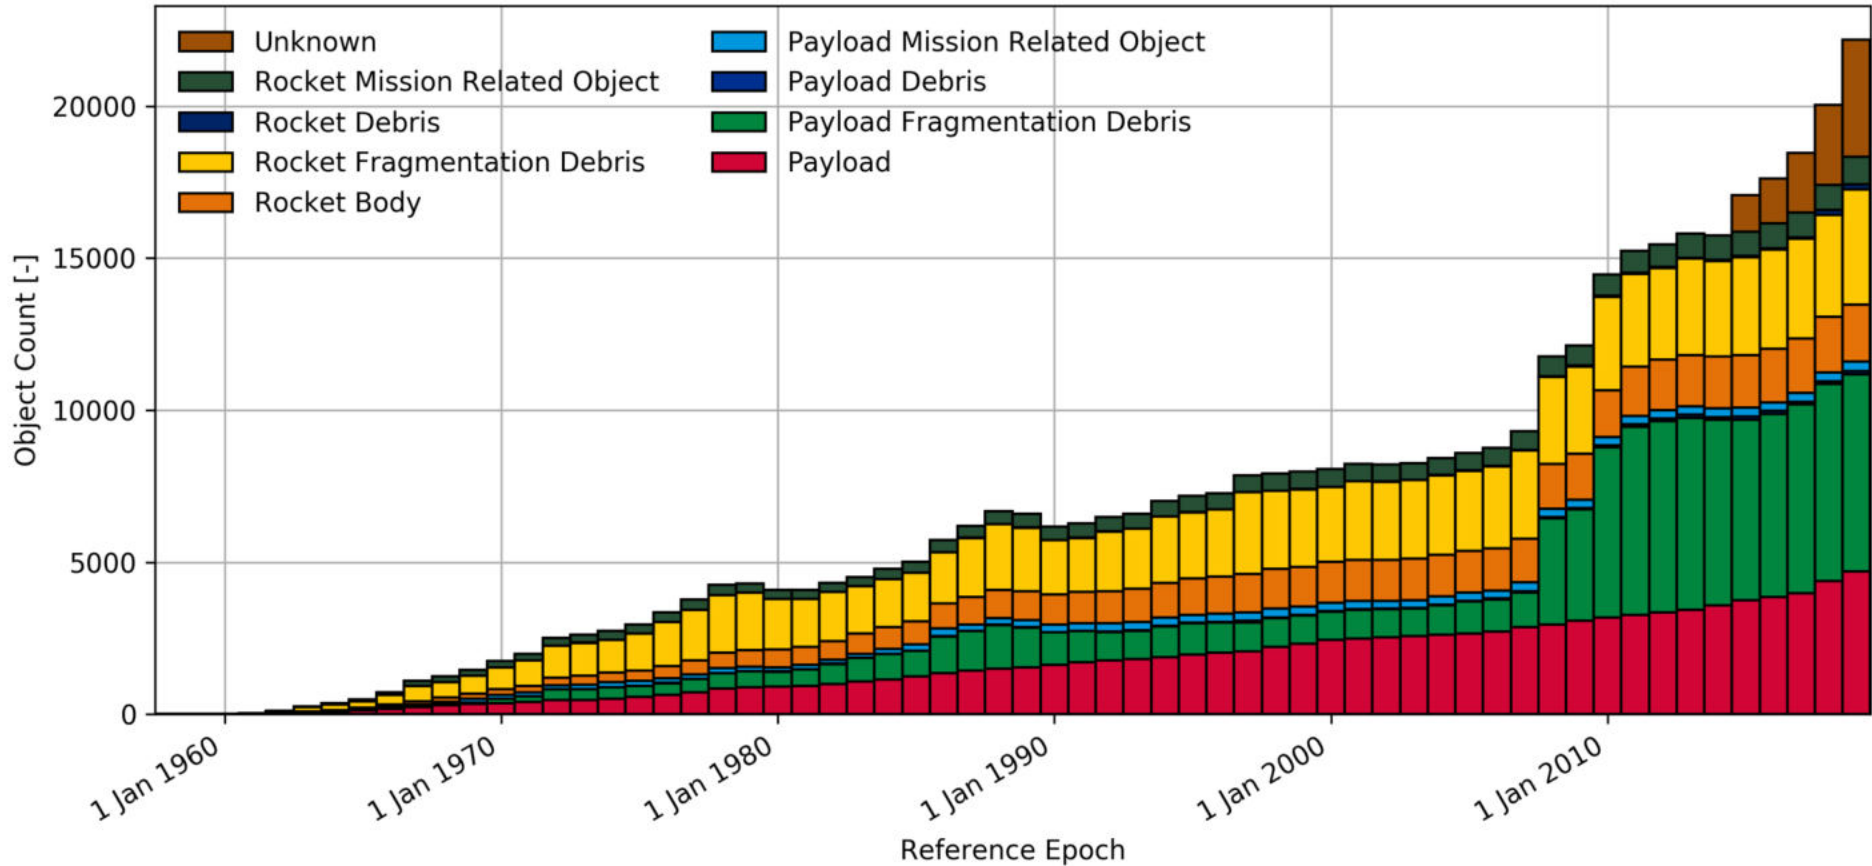 Unknown
Rocket Mission Related Object
Rocket Debris
Rocket Fragmentation Debris
Rocket Body
Payload Mission Related Object
Payload Debris
Payload Fragmentation Debris
Payload
20000
15000
10000
5000
0
Object Count [-]
1 Jan 1960
1 Jan 1970
1 Jan 1980
1 Jan 1990
1 Jan 2000
1 Jan 2010
Reference Epoch